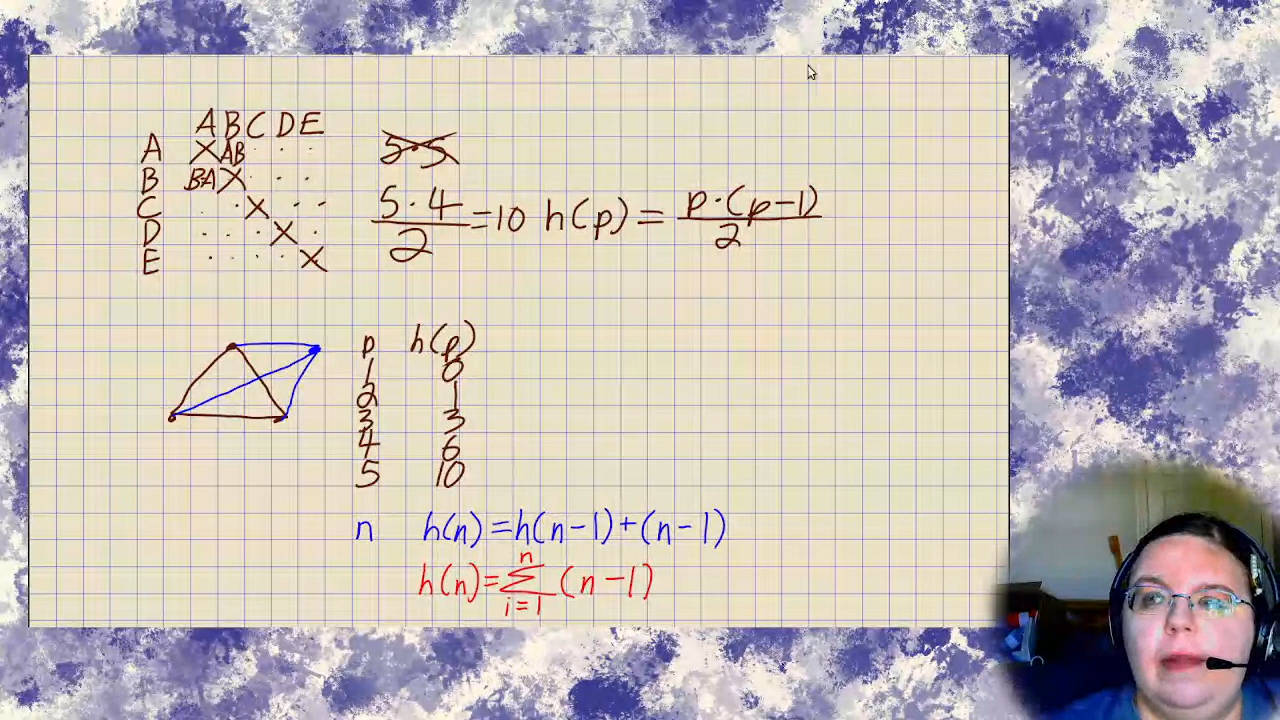 A B C D E
A X AB . . .
B BA X . . .
C . . X . .
D . . . X .
E . . . . X
5·5
5·4/2 = 10 h(p) = p·(p-1)/2
p h(p)
1 0
2 1
3 3
4 6
5 10
n h(n)=h(n-1)+(n-1)
h(n)=∑_{i=1}^{n} (n-1)